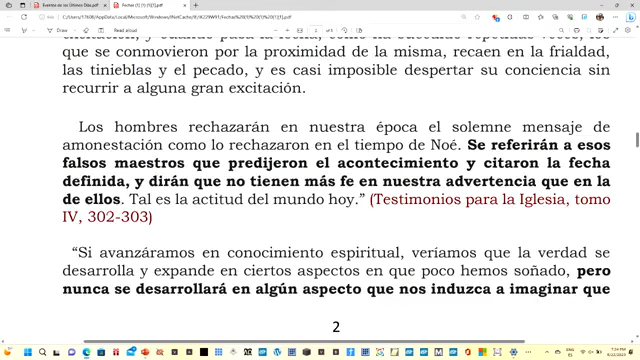 Eventos de los Últimos Días.pdf
Fechar (1) (1) (1)[1].pdf
Draw
Read aloud
que se conmovieron por la proximidad de la misma, recaen en la frialdad,
las tinieblas y el pecado, y es casi imposible despertar su conciencia sin
recurrir a alguna gran excitación.
Los hombres rechazarán en nuestra época el solemne mensaje de
amonestación como lo rechazaron en el tiempo de Noé. Se referirán a esos
falsos maestros que predijeron el acontecimiento y citaron la fecha
definida, y dirán que no tienen más fe en nuestra advertencia que en la
de ellos. Tal es la actitud del mundo hoy.” (Testimonios para la Iglesia, tomo
IV, 302-303)
“Si avanzáramos en conocimiento espiritual, veríamos que la verdad se
desarrolla y expande en ciertos aspectos en que poco hemos soñado, pero
nunca se desarrollará en algún aspecto que nos induzca a imaginar que
2